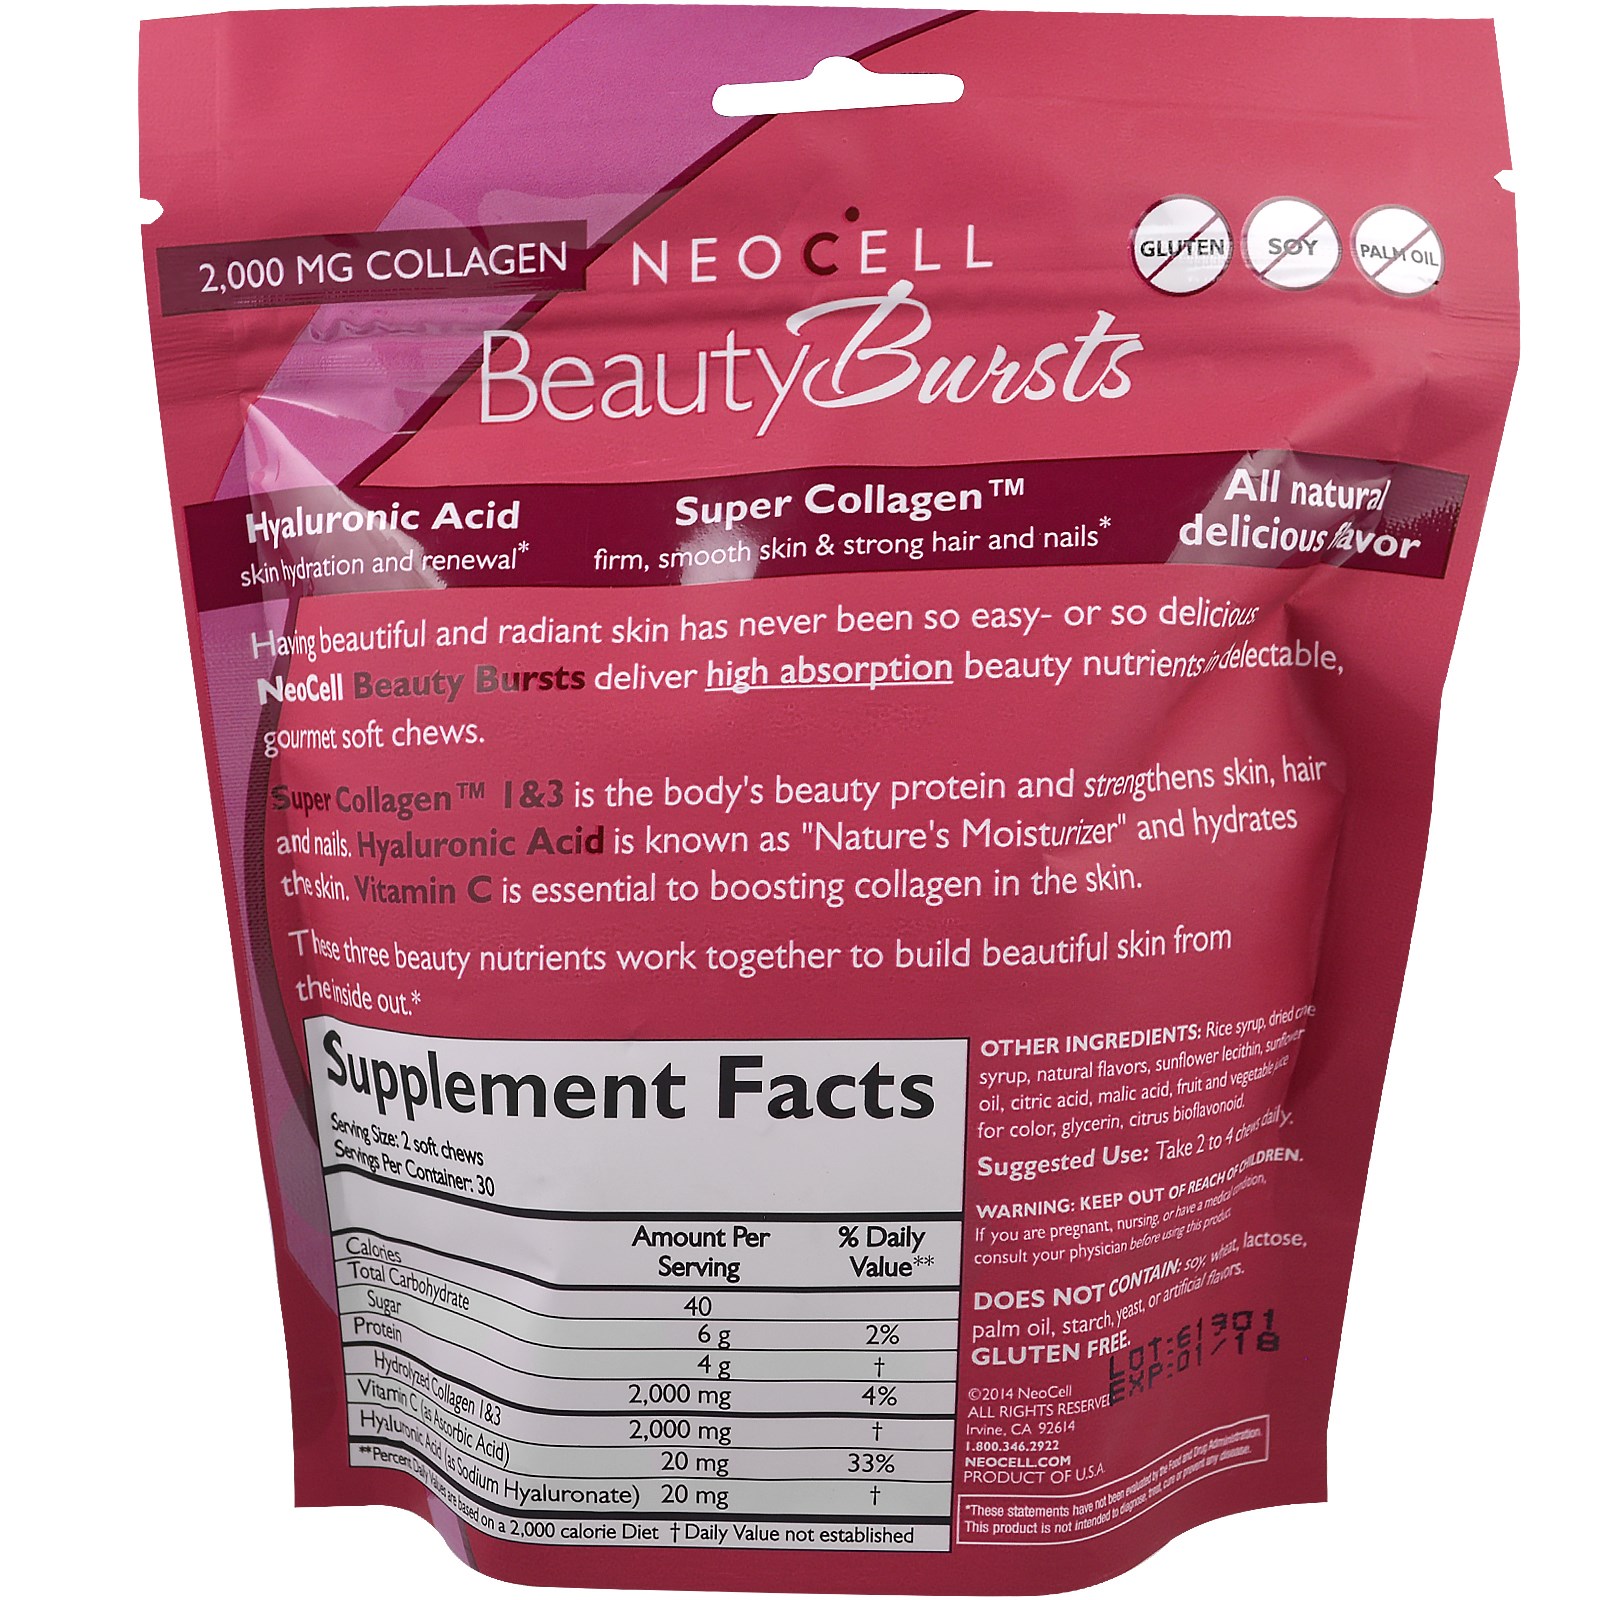 2,000 MG COLLAGEN
NEOCELL
GLUTEN
SOY
PALM OIL
Beauty Bursts
Hyaluronic Acid
skin hydration and renewal*
Super Collagen™
firm, smooth skin & strong hair and nails*
All natural
delicious flavor
Having beautiful and radiant skin has never been so easy- or so delicious
NeoCell Beauty Bursts deliver high absorption beauty nutrients in delectable,
gourmet soft chews.
Super Collagen™ 1&3 is the body's beauty protein and strengthens skin, hair
and nails. Hyaluronic Acid is known as "Nature's Moisturizer" and hydrates
the skin. Vitamin C is essential to boosting collagen in the skin.
These three beauty nutrients work together to build beautiful skin from
the inside out.*
Supplement Facts
Serving Size: 2 soft chews
Servings Per Container: 30
Amount Per % Daily
Serving Value**
Calories 40
Total Carbohydrate 6 g 2%
Sugar 4 g †
Protein 2,000 mg 4%
Hydrolyzed Collagen 1&3 2,000 mg †
Vitamin C (as Ascorbic Acid) 20 mg 33%
Hyaluronic Acid (as Sodium Hyaluronate) 20 mg †
**Percent Daily Values are based on a 2,000 calorie Diet † Daily Value not established
OTHER INGREDIENTS: Rice syrup, dried cane
syrup, natural flavors, sunflower lecithin, sunflower
oil, citric acid, malic acid, fruit and vegetable juice
for color, glycerin, citrus bioflavonoid.
Suggested Use: Take 2 to 4 chews daily.
WARNING: KEEP OUT OF REACH OF CHILDREN.
If you are pregnant, nursing, or have a medical condition,
consult your physician before using this product.
DOES NOT CONTAIN: soy, wheat, lactose,
palm oil, starch, yeast, or artificial flavors.
GLUTEN FREE.
LOT:61901
EXP:01/18
©2014 NeoCell
ALL RIGHTS RESERVED
Irvine, CA 92614
1.800.346.2922
NEOCELL.COM
PRODUCT OF U.S.A.
*These statements have not been evaluated by the Food and Drug Administration.
This product is not intended to diagnose, treat, cure or prevent any disease.